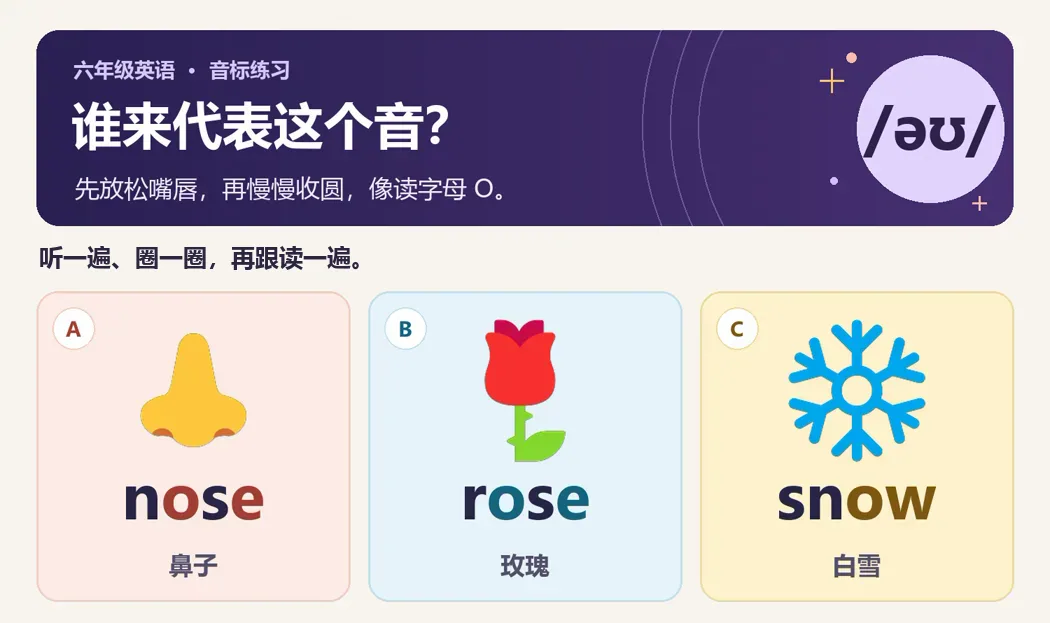 六年级英语 · 音标练习
谁来代表这个音？
先放松嘴唇，再慢慢收圆，像读字母 O。
/əʊ/
听一遍、圈一圈，再跟读一遍。
A
nose
鼻子
B
rose
玫瑰
C
snow
白雪